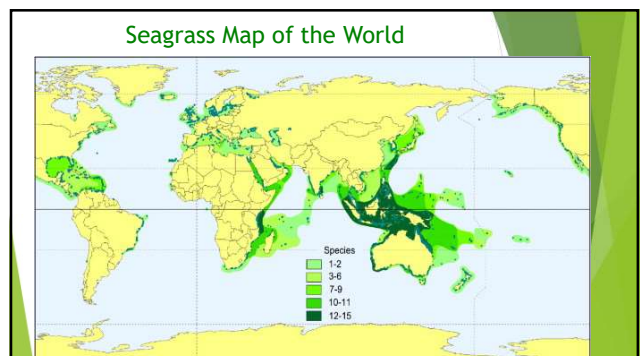 Seagrass Map of the World
Species
1-2
3-6
7-9
10-11
12-15